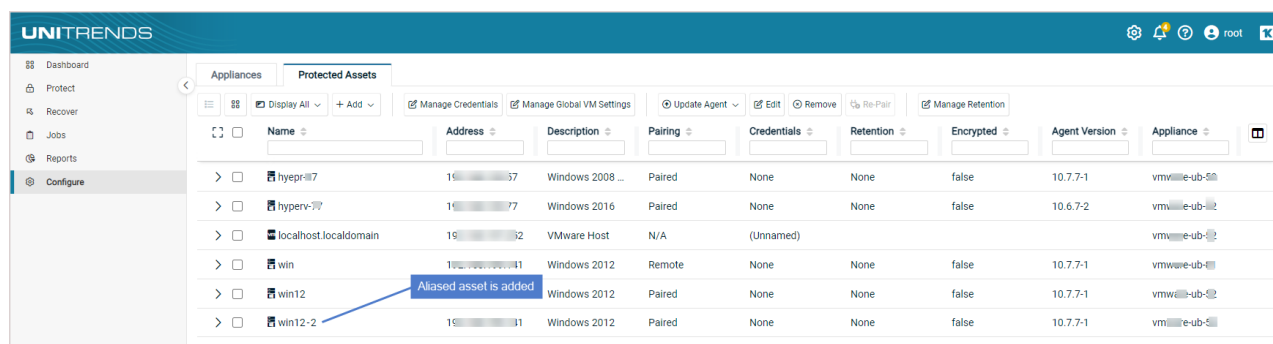 UNITRENDS
4
root
Dashboard
Protect
Recover
Jobs
Reports
Configure
Appliances Protected Assets
Display All + Add Manage Credentials Manage Global VM Settings Update Agent Edit Remove Re-Pair Manage Retention
Name Address Description Pairing Credentials Retention Encrypted Agent Version Appliance
Windows 2008 ... Paired None None false 10.7.7-1
Windows 2016 Paired None None false 10.6.7-2
localhost.localdomain VMware Host N/A (Unnamed)
win Windows 2012 Remote None None false 10.7.7-1
Aliased asset is added
win12 Windows 2012 Paired None None false 10.7.7-1
win12-2 Windows 2012 Paired None None false 10.7.7-1